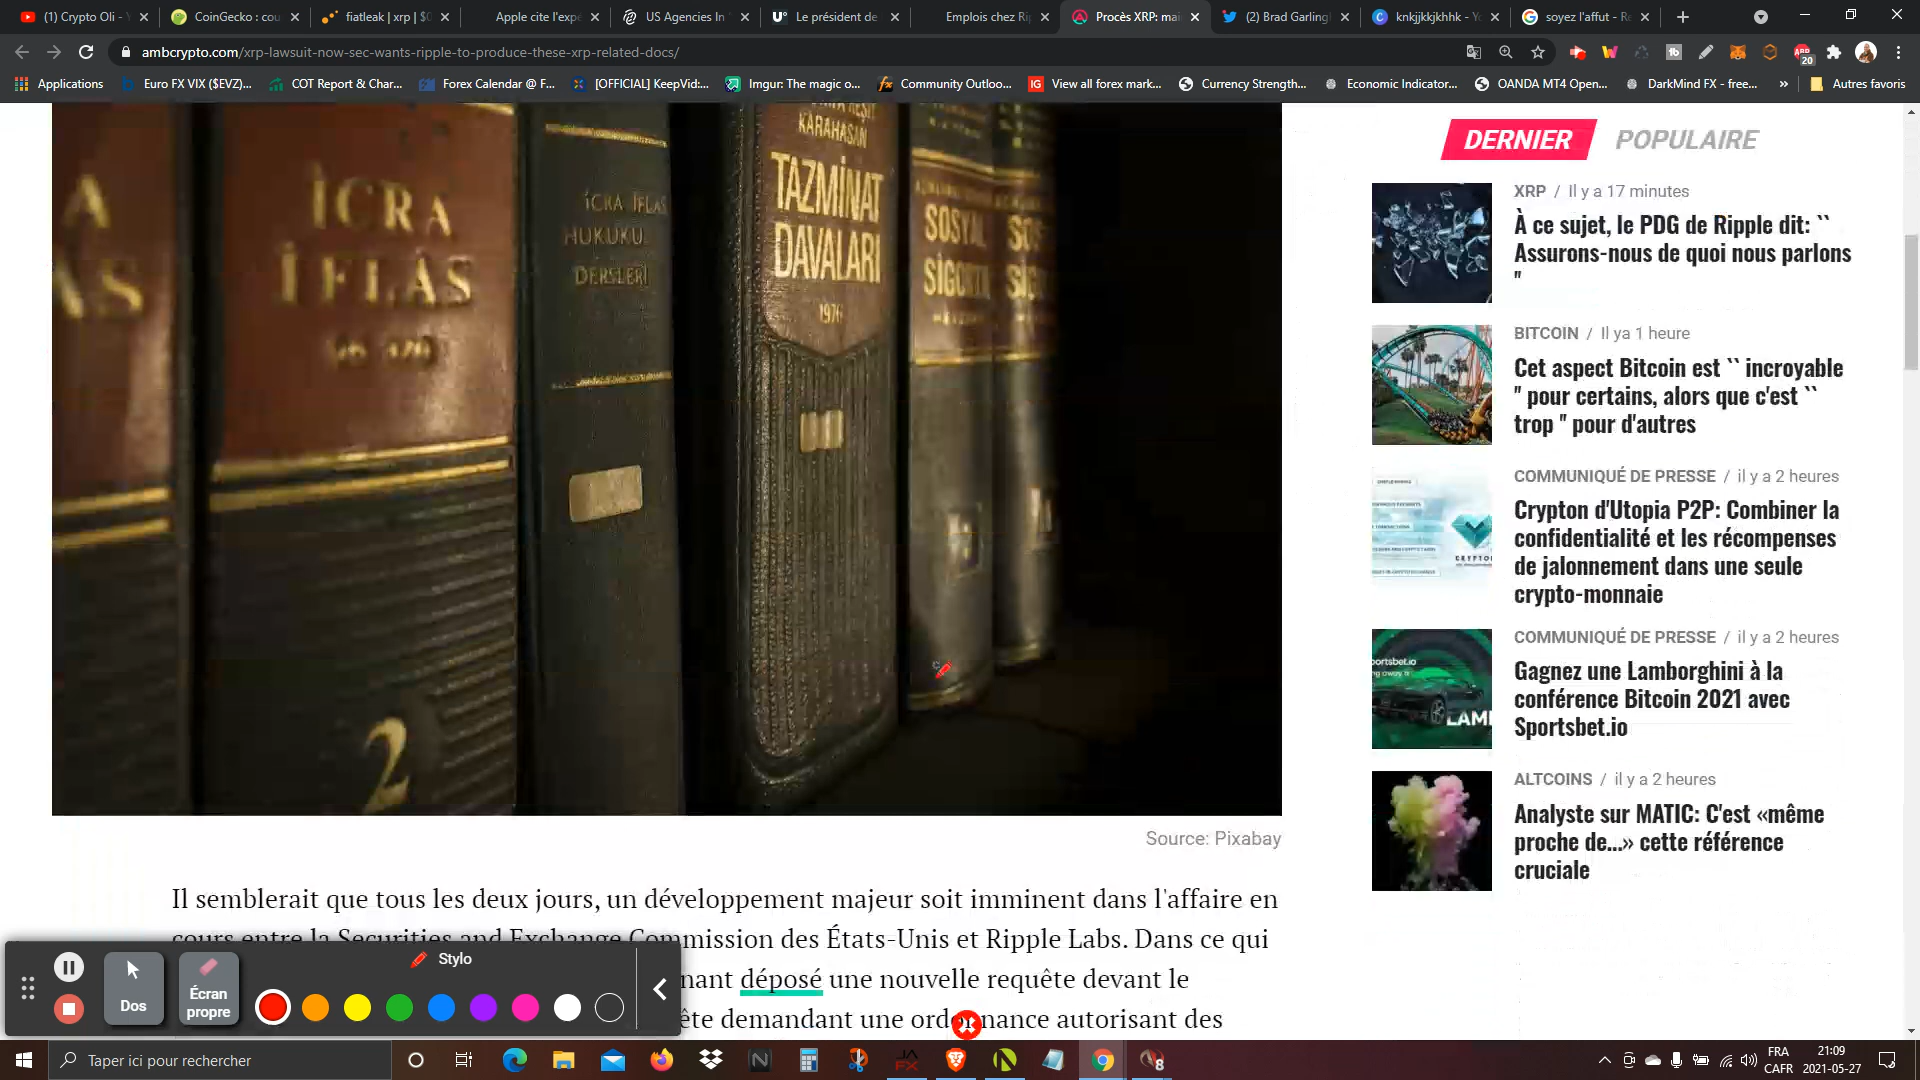 (1) Crypto Oli - Y
CoinGecko : cou
fiatleak | xrp | $0
Apple cite l'expé
US Agencies In
Le président de
Emplois chez Rip
Procès XRP: mai
(2) Brad Garling
knkjjkkjkhhk - Yo
soyez l'affut - Re
ambcrypto.com/xrp-lawsuit-now-sec-wants-ripple-to-produce-these-xrp-related-docs/
20
Applications
Euro FX VIX ($EVZ)...
COT Report & Char...
Forex Calendar @ F...
[OFFICIAL] KeepVid:...
Imgur: The magic o...
Community Outloo...
View all forex mark...
Currency Strength...
Economic Indicator...
OANDA MT4 Open...
DarkMind FX - free...
Autres favoris
İCRA
İFLÂS
İCRA İFLAS
HUKUKU
DERSLERİ
KARAHASAN
TAZMİNAT
DAVALARI
1976
SOSYAL
SİGORTA
2
Source: Pixabay
Il semblerait que tous les deux jours, un développement majeur soit imminent dans l'affaire en
cours entre la Securities and Exchange Commission des États-Unis et Ripple Labs. Dans ce qui
nant déposé une nouvelle requête devant le
ête demandant une ordonnance autorisant des
DERNIER
POPULAIRE
XRP / Il y a 17 minutes
À ce sujet, le PDG de Ripple dit: ``
Assurons-nous de quoi nous parlons
''
BITCOIN / Il ya 1 heure
Cet aspect Bitcoin est `` incroyable
'' pour certains, alors que c'est ``
trop '' pour d'autres
COMMUNIQUÉ DE PRESSE / il y a 2 heures
Crypton d'Utopia P2P: Combiner la
confidentialité et les récompenses
de jalonnement dans une seule
crypto-monnaie
COMMUNIQUÉ DE PRESSE / il y a 2 heures
Gagnez une Lamborghini à la
conférence Bitcoin 2021 avec
Sportsbet.io
ALTCOINS / il y a 2 heures
Analyste sur MATIC: C'est «même
proche de...» cette référence
cruciale
Dos
Écran
propre
Stylo
Taper ici pour rechercher
FRA
CAFR
21:09
2021-05-27